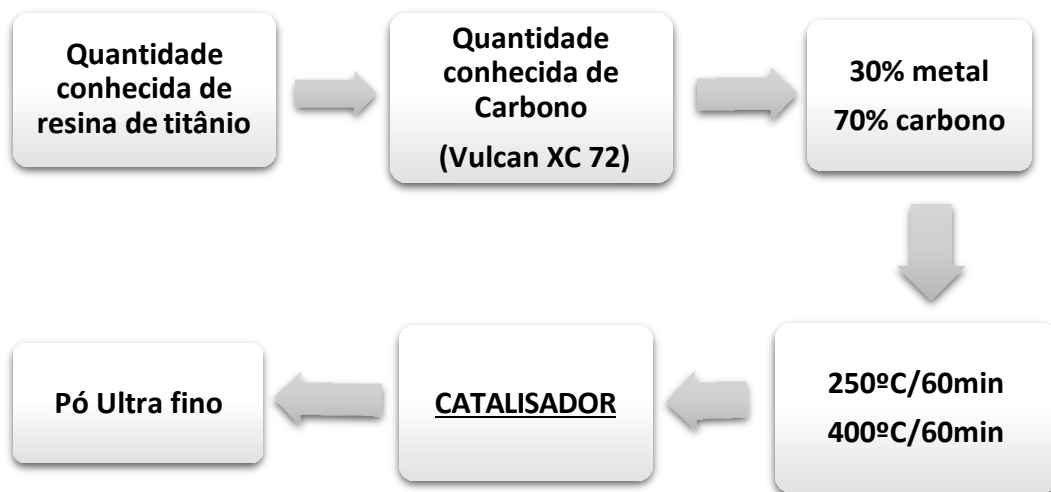 Quantidade
conhecida de
resina de titânio
Quantidade
conhecida de
Carbono
(Vulcan XC 72)
30% metal
70% carbono
250ºC/60min
400ºC/60min
CATALISADOR
Pó Ultra fino